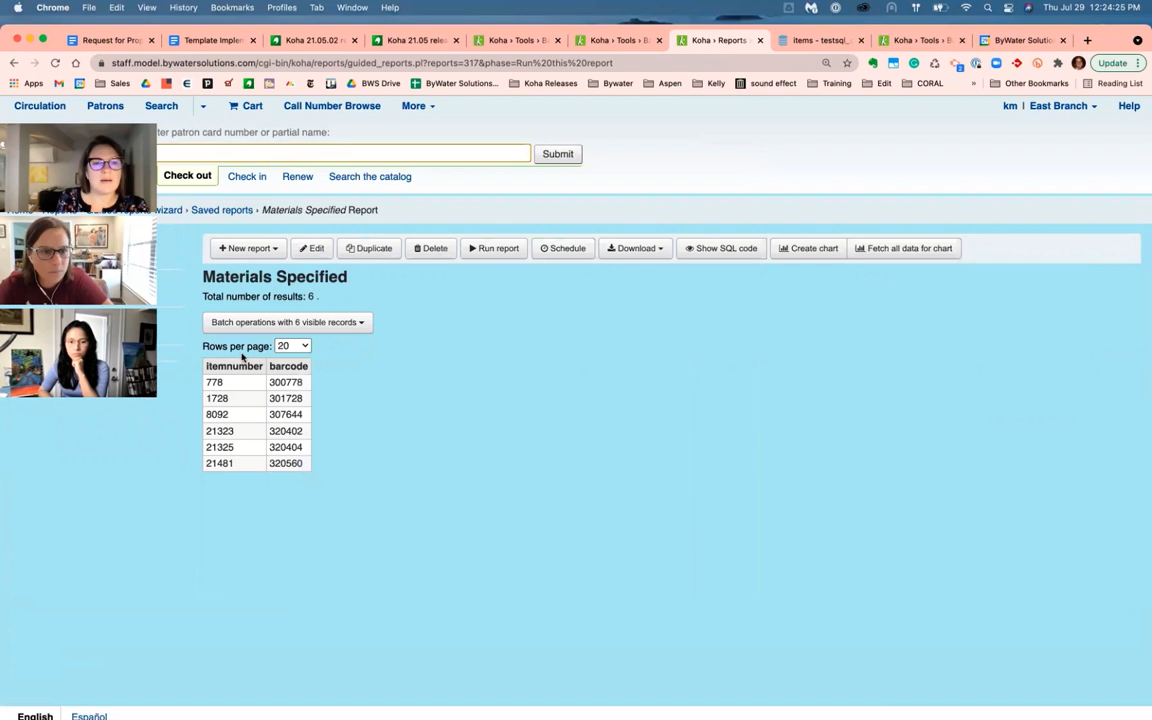 Chrome File Edit View History Bookmarks Profiles Tab Window Help Thu Jul 29 12:24:25 PM
Request for Pro Template Implem Koha 21.05.02 r Koha 21.05 relea Koha › Tools › B Koha › Tools › B Koha › Reports items - testsql_ Koha › Tools › B ByWater Solution
staff.model.bywatersolutions.com/cgi-bin/koha/reports/guided_reports.pl?reports=317&phase=Run%20this%20report Update
Apps Sales BWS Drive ByWater Solutions... Koha Releases Bywater Aspen Kelly sound effect Training Edit CORAL » Other Bookmarks Reading List
Circulation Patrons Search Cart Call Number Browse More km | East Branch Help
ter patron card number or partial name:
Submit
Check out Check in Renew Search the catalog
wizard › Saved reports › Materials Specified Report
New report Edit Duplicate Delete Run report Schedule Download Show SQL code Create chart Fetch all data for chart
Materials Specified
Total number of results: 6 .
Batch operations with 6 visible records
Rows per page: 20
itemnumber barcode
778 300778
1728 301728
8092 307644
21323 320402
21325 320404
21481 320560
English Español